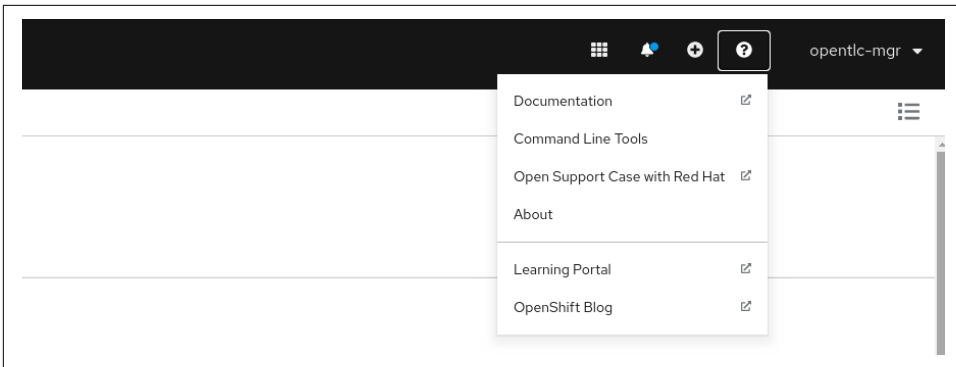 opentlc-mgr
Documentation
Command Line Tools
Open Support Case with Red Hat
About
Learning Portal
OpenShift Blog